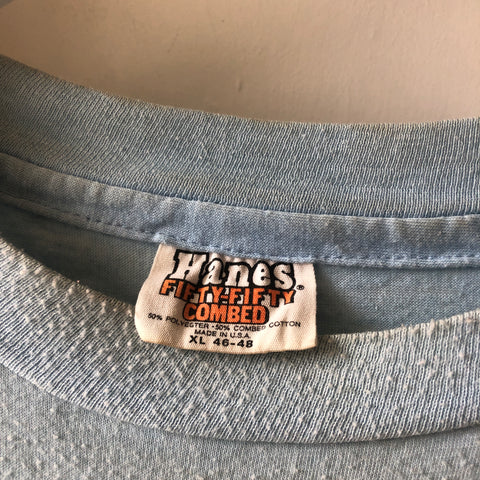 Hanes®
FIFTY-FIFTY
COMBED
50% POLYESTER • 50% COMBED COTTON
MADE IN U.S.A.
XL 46-48